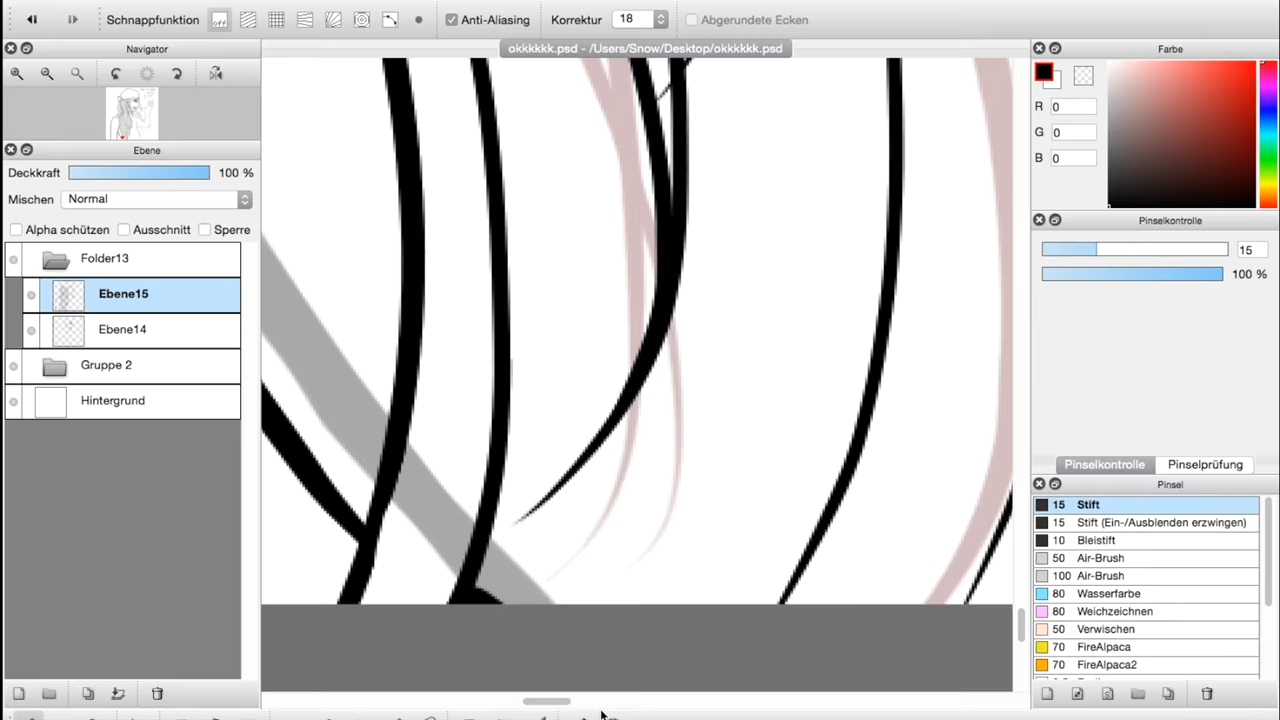 Schnappfunktion off Anti-Aliasing Korrektur 18 Abgerundete Ecken
okkkkkk.psd - /Users/Snow/Desktop/okkkkkk.psd
Navigator
Ebene
Deckkraft 100 %
Mischen Normal
Alpha schützen Ausschnitt Sperre
Folder13
Ebene15
Ebene14
Gruppe 2
Hintergrund
Farbe
R 0
G 0
B 0
Pinselkontrolle
15
100 %
Pinselkontrolle Pinselprüfung
Pinsel
15 Stift
15 Stift (Ein-/Ausblenden erzwingen)
10 Bleistift
50 Air-Brush
100 Air-Brush
80 Wasserfarbe
80 Weichzeichnen
50 Verwischen
70 FireAlpaca
70 FireAlpaca2